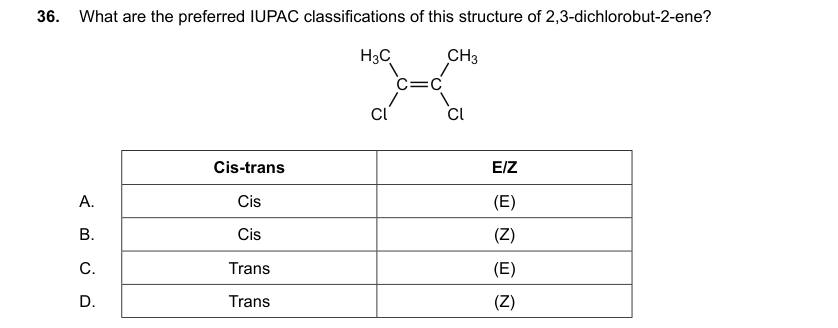 36. What are the preferred IUPAC classifications of this structure of 2,3-dichlorobut-2-ene?
H₃C CH₃
C=C
Cl Cl
Cis-trans E/Z
A. Cis (E)
B. Cis (Z)
C. Trans (E)
D. Trans (Z)